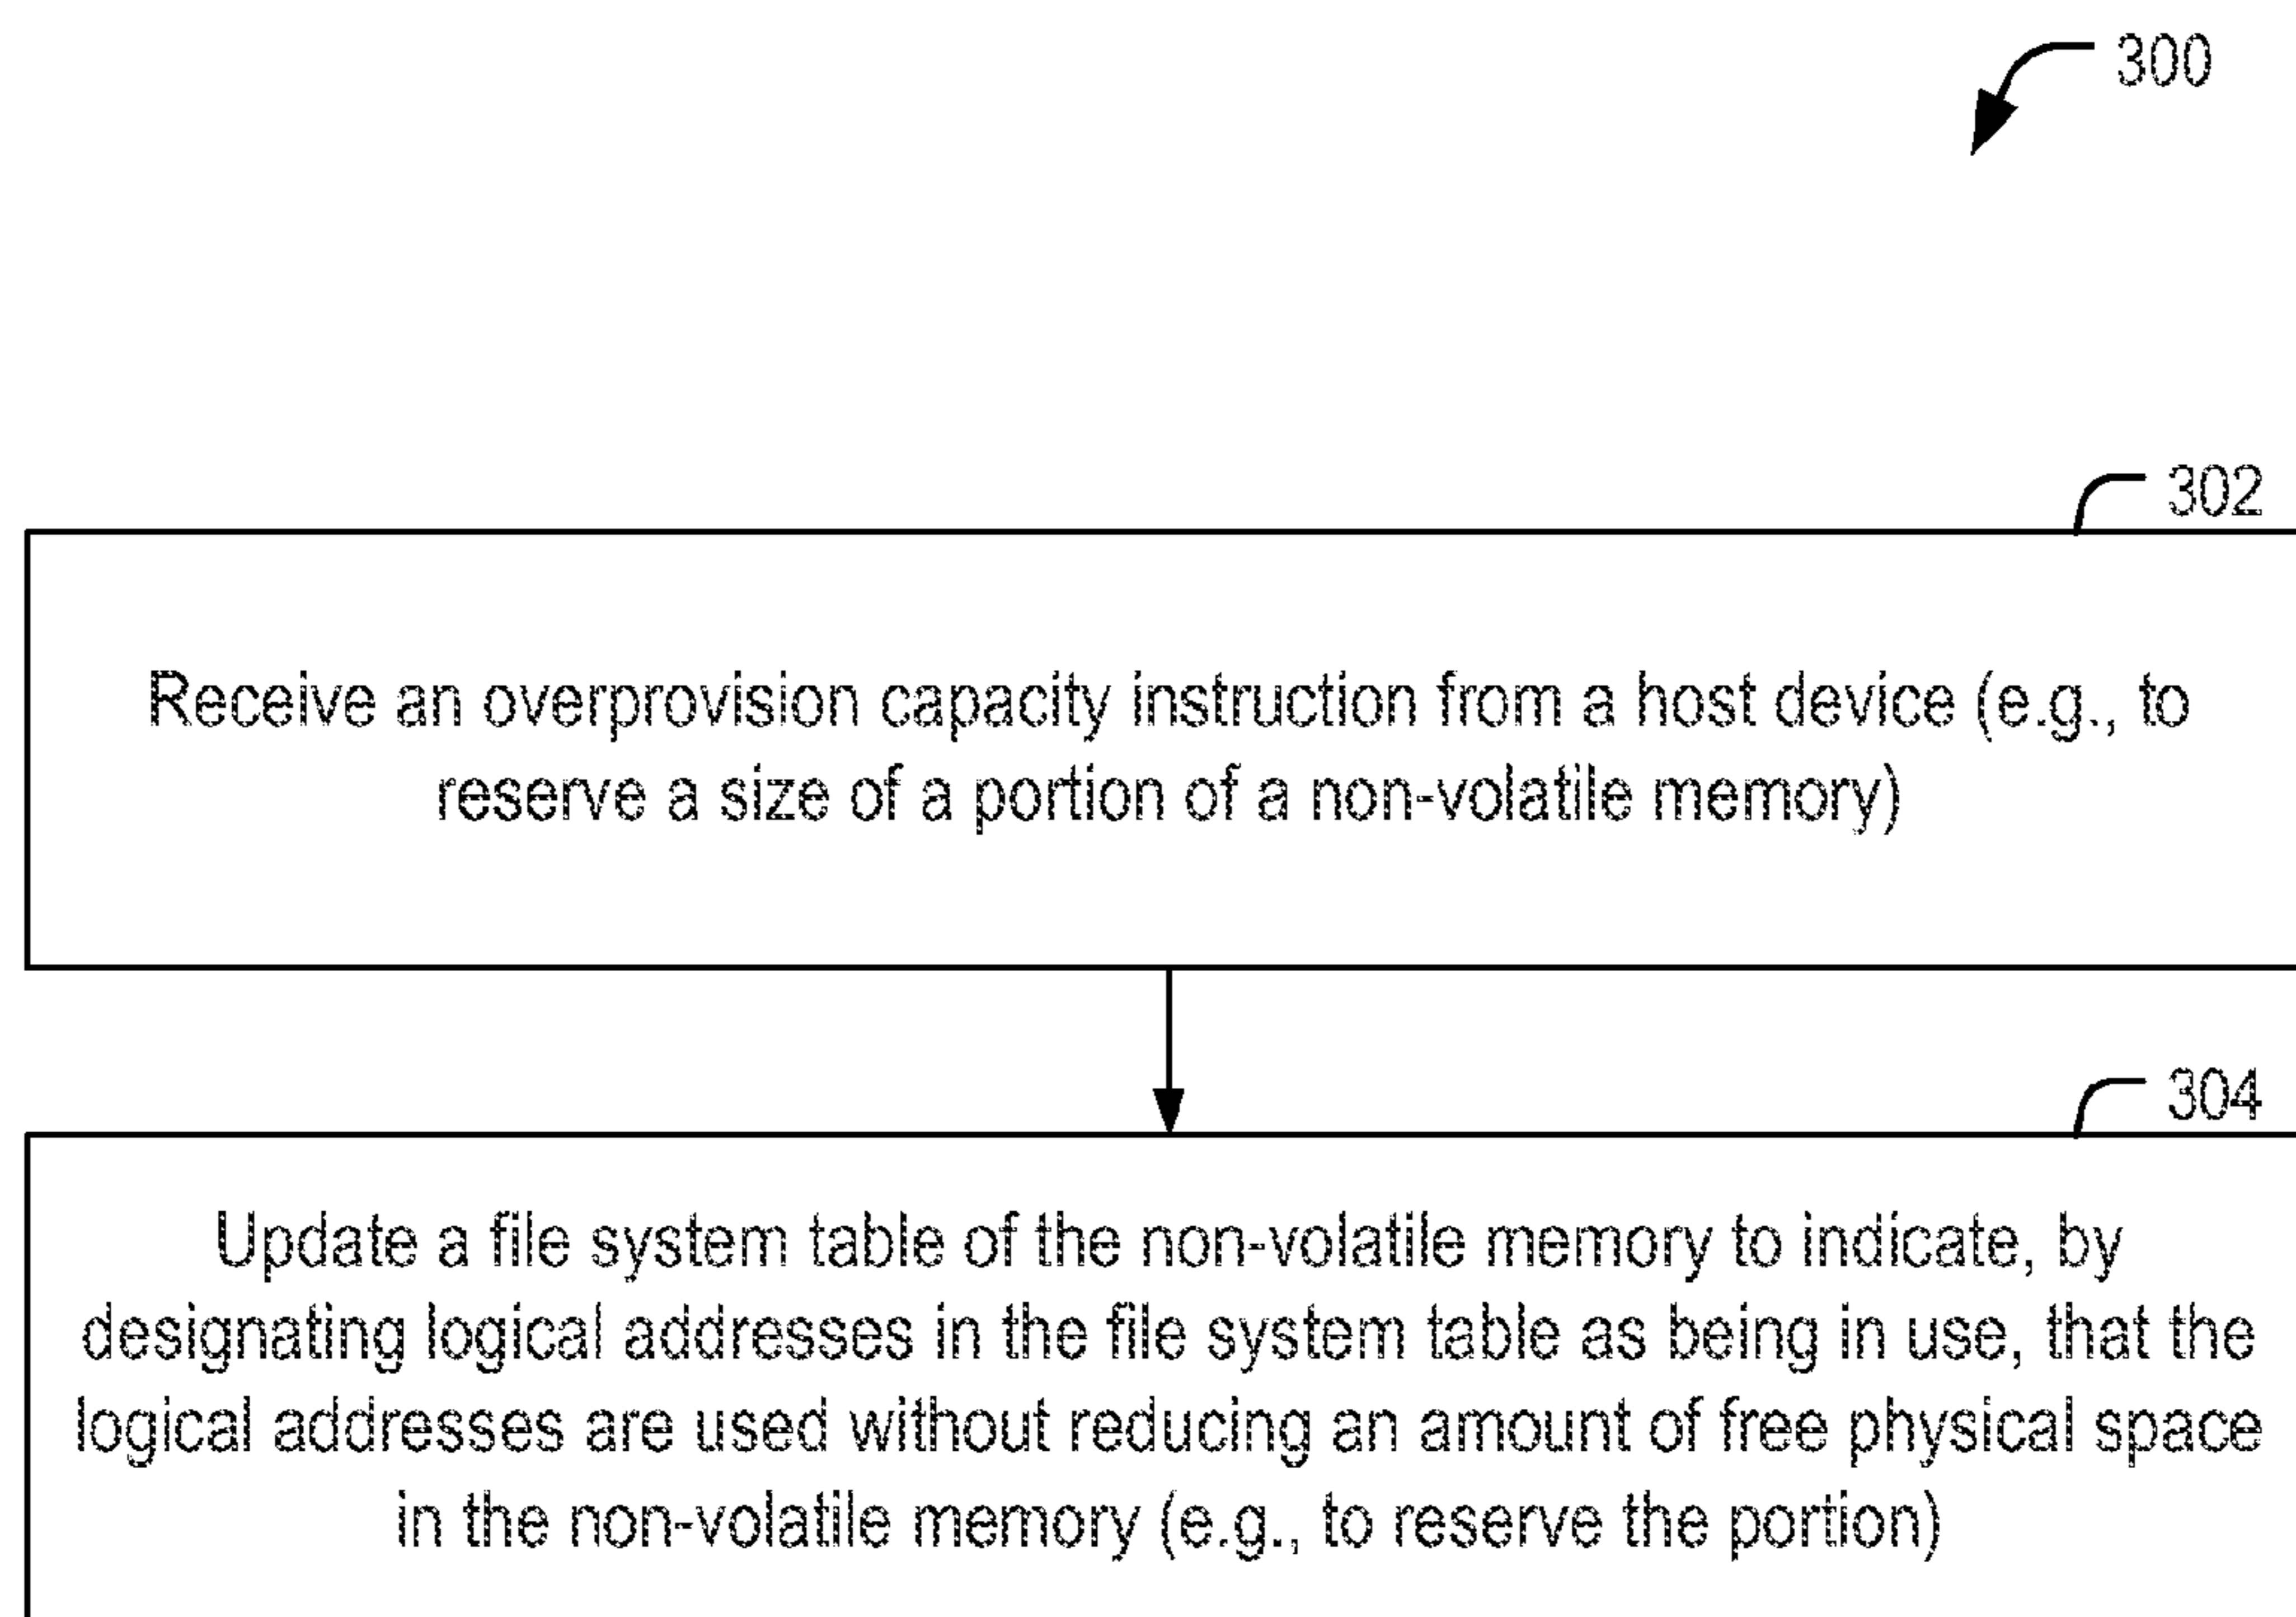 300
302
Receive an overprovision capacity instruction from a host device (e.g., to
reserve a size of a portion of a non-volatile memory)
304
Update a file system table of the non-volatile memory to indicate, by
designating logical addresses in the file system table as being in use, that the
logical addresses are used without reducing an amount of free physical space
in the non-volatile memory (e.g., to reserve the portion)